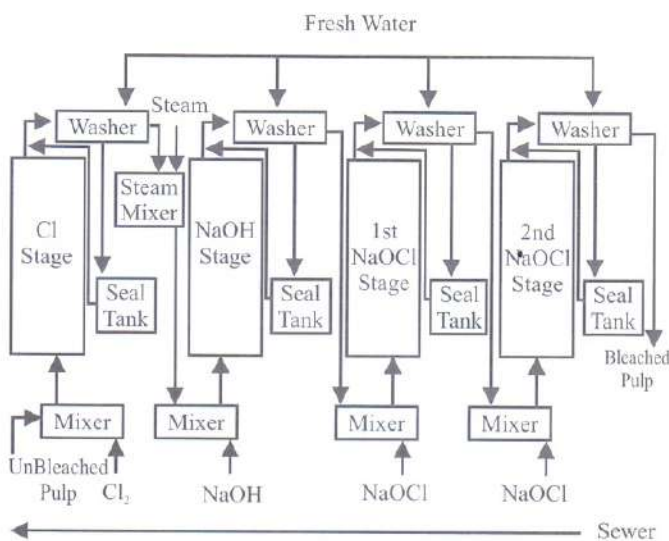 Fresh Water
Steam
Washer
Washer
Washer
Washer
Steam
Mixer
Cl
Stage
NaOH
Stage
1st
NaOCl
Stage
2nd
NaOCl
Stage
Seal
Tank
Seal
Tank
Seal
Tank
Seal
Tank
Bleached
Pulp
Mixer
Mixer
Mixer
Mixer
UnBleached
Pulp
Cl₂
NaOH
NaOCl
NaOCl
Sewer